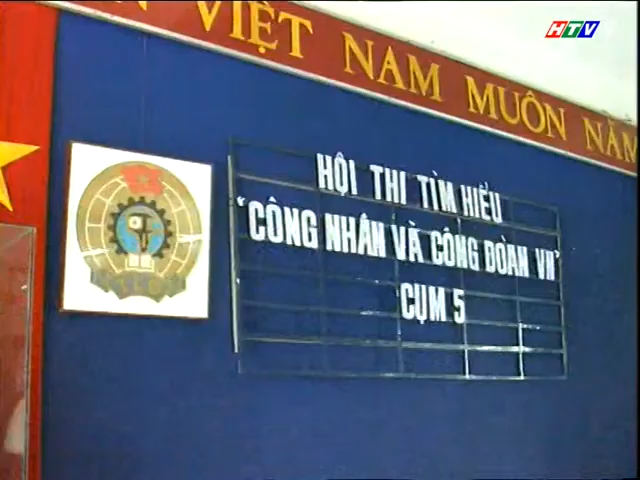 HTV
VIỆT NAM MUÔN NĂM
HỘI THI TÌM HIỂU
"CÔNG NHÂN VÀ CÔNG ĐOÀN VN"
CỤM 5